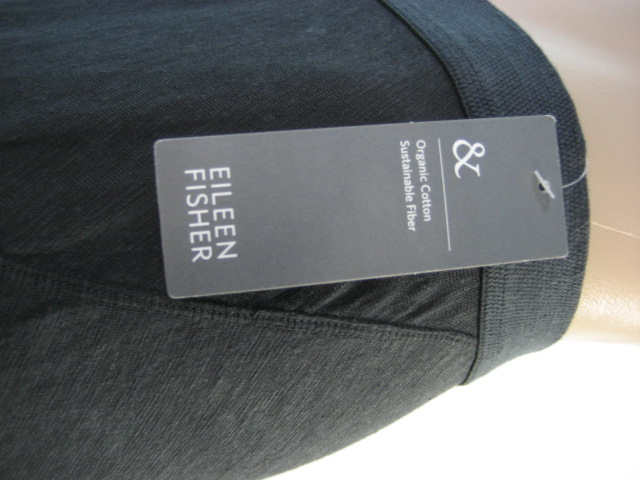 &
Organic Cotton
Sustainable Fiber
EILEEN
FISHER